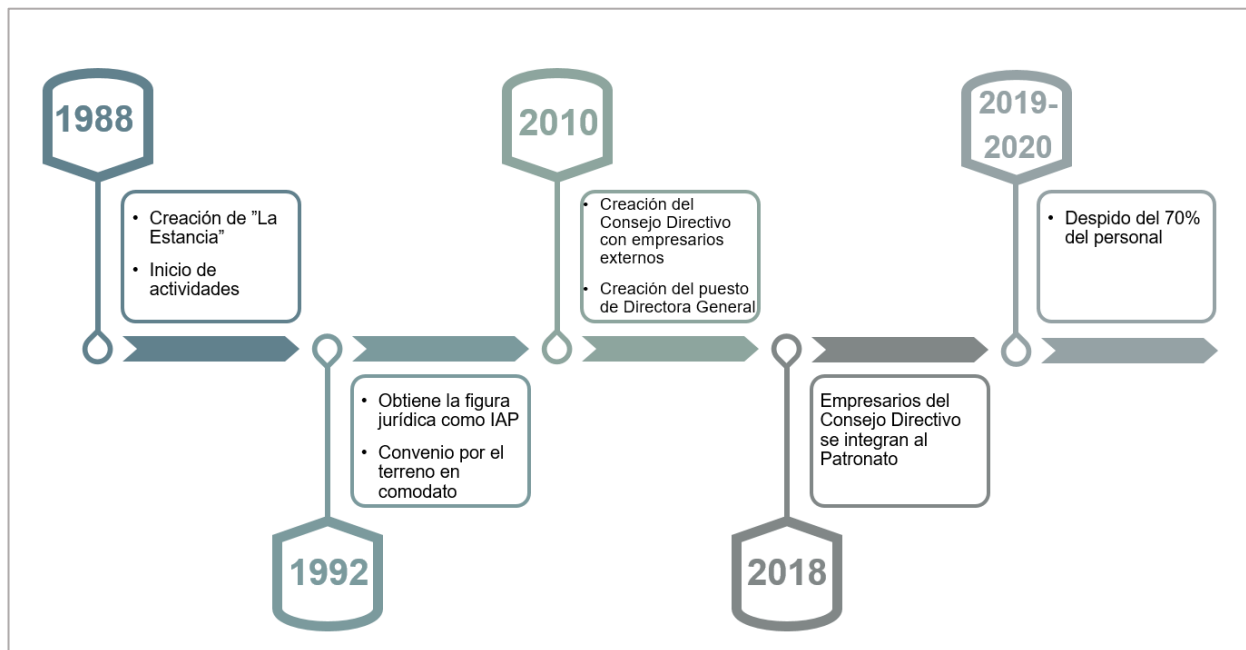 1988
• Creación de ”La
Estancia”
• Inicio de
actividades
1992
• Obtiene la figura
jurídica como IAP
• Convenio por el
terreno en
comodato
2010
• Creación del
Consejo Directivo
con empresarios
externos
• Creación del puesto
de Directora General
2018
Empresarios del
Consejo Directivo
se integran al
Patronato
2019-
2020
• Despido del 70%
del personal